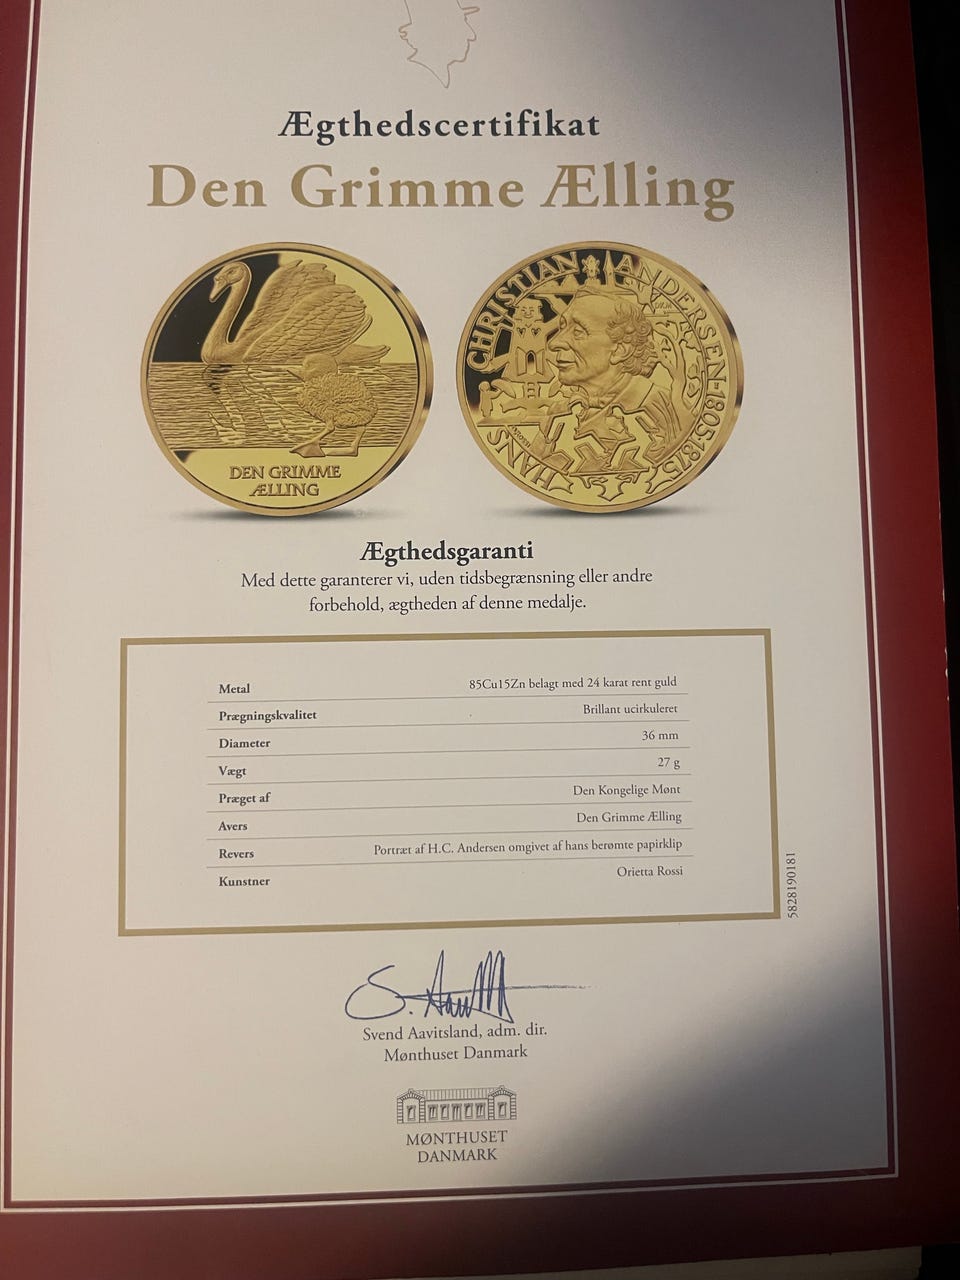 Ægthedscertifikat
Den Grimme Ælling
DEN GRIMME
ÆLLING
HANS CHRISTIAN ANDERSEN·1805·1875
Ægthedsgaranti
Med dette garanterer vi, uden tidsbegrænsning eller andre
forbehold, ægtheden af denne medalje.
Metal 85Cu15Zn belagt med 24 karat rent guld
Prægningskvalitet Brillant ucirkuleret
Diameter 36 mm
Vægt 27 g
Præget af Den Kongelige Mønt
Avers Den Grimme Ælling
Revers Portræt af H.C. Andersen omgivet af hans berømte papirklip
Kunstner Orietta Rossi
5828190181
Svend Aavitsland, adm. dir.
Mønthuset Danmark
MØNTHUSET
DANMARK